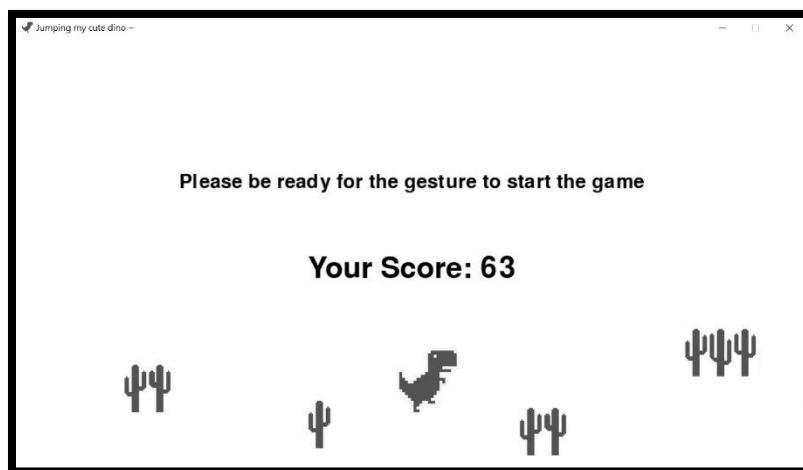 Jumping my cute dino ~
Please be ready for the gesture to start the game
Your Score: 63